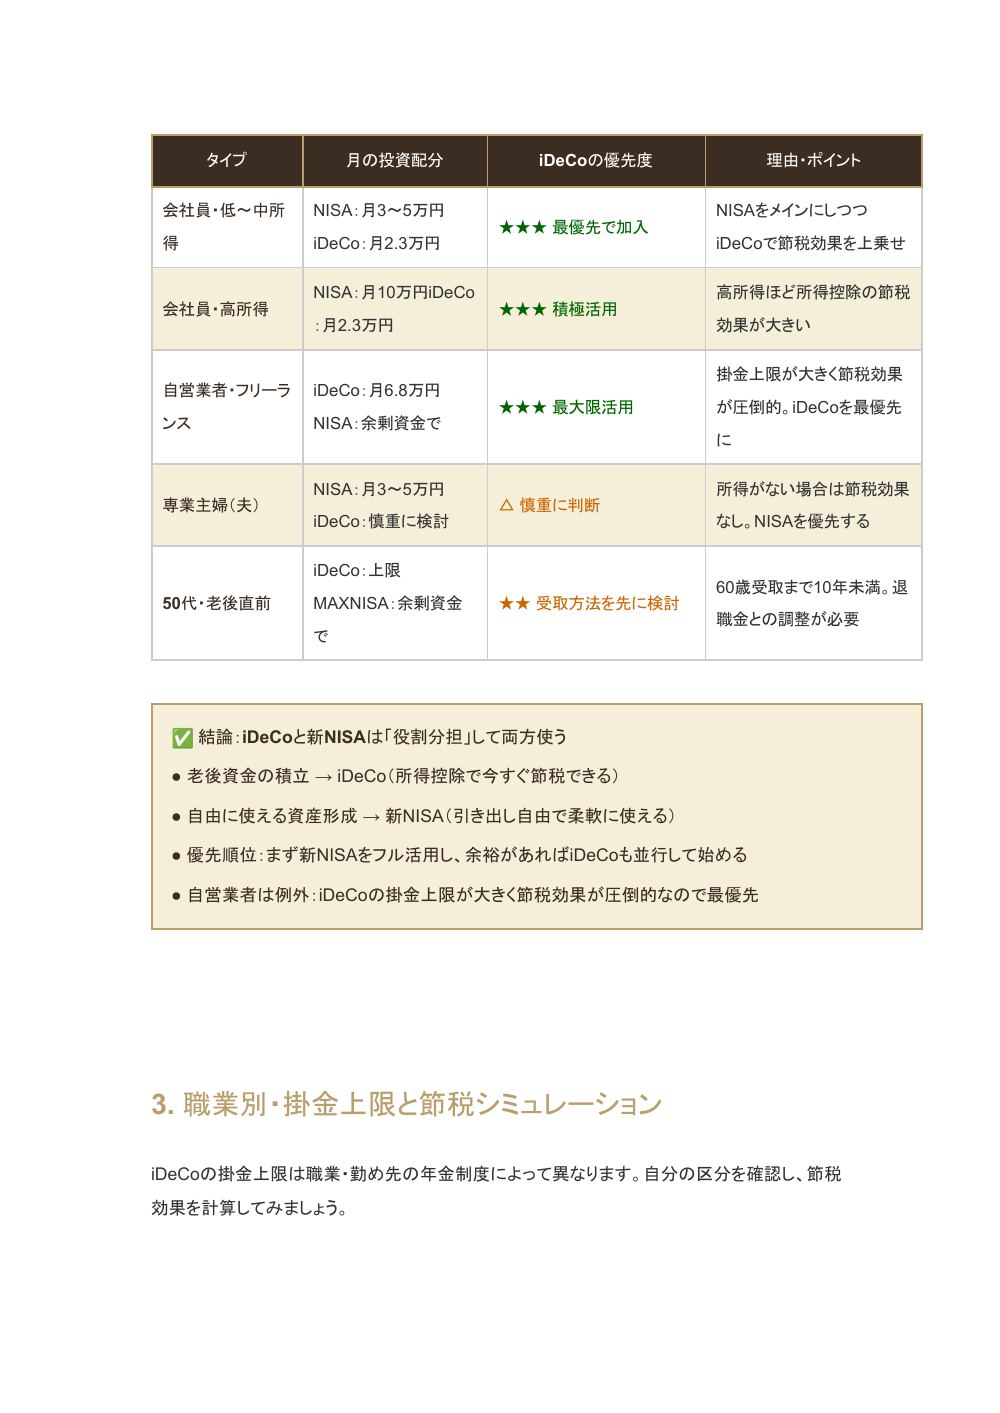 タイプ
月の投資配分
iDeCoの優先度
理由・ポイント
会社員・低〜中所
得
NISA：月3〜5万円
iDeCo：月2.3万円
★★★ 最優先で加入
NISAをメインにしつつ
iDeCoで節税効果を上乗せ
会社員・高所得
NISA：月10万円iDeCo
：月2.3万円
★★★ 積極活用
高所得ほど所得控除の節税
効果が大きい
自営業者・フリーラ
ンス
iDeCo：月6.8万円
NISA：余剰資金で
★★★ 最大限活用
掛金上限が大きく節税効果
が圧倒的。iDeCoを最優先
に
専業主婦（夫）
NISA：月3〜5万円
iDeCo：慎重に検討
△ 慎重に判断
所得がない場合は節税効果
なし。NISAを優先する
50代・老後直前
iDeCo：上限
MAXNISA：余剰資金
で
★★ 受取方法を先に検討
60歳受取まで10年未満。退
職金との調整が必要
✅ 結論：iDeCoと新NISAは「役割分担」して両方使う
● 老後資金の積立 → iDeCo（所得控除で今すぐ節税できる）
● 自由に使える資産形成 → 新NISA（引き出し自由で柔軟に使える）
● 優先順位：まず新NISAをフル活用し、余裕があればiDeCoも並行して始める
● 自営業者は例外：iDeCoの掛金上限が大きく節税効果が圧倒的なので最優先
3. 職業別・掛金上限と節税シミュレーション
iDeCoの掛金上限は職業・勤め先の年金制度によって異なります。自分の区分を確認し、節税
効果を計算してみましょう。